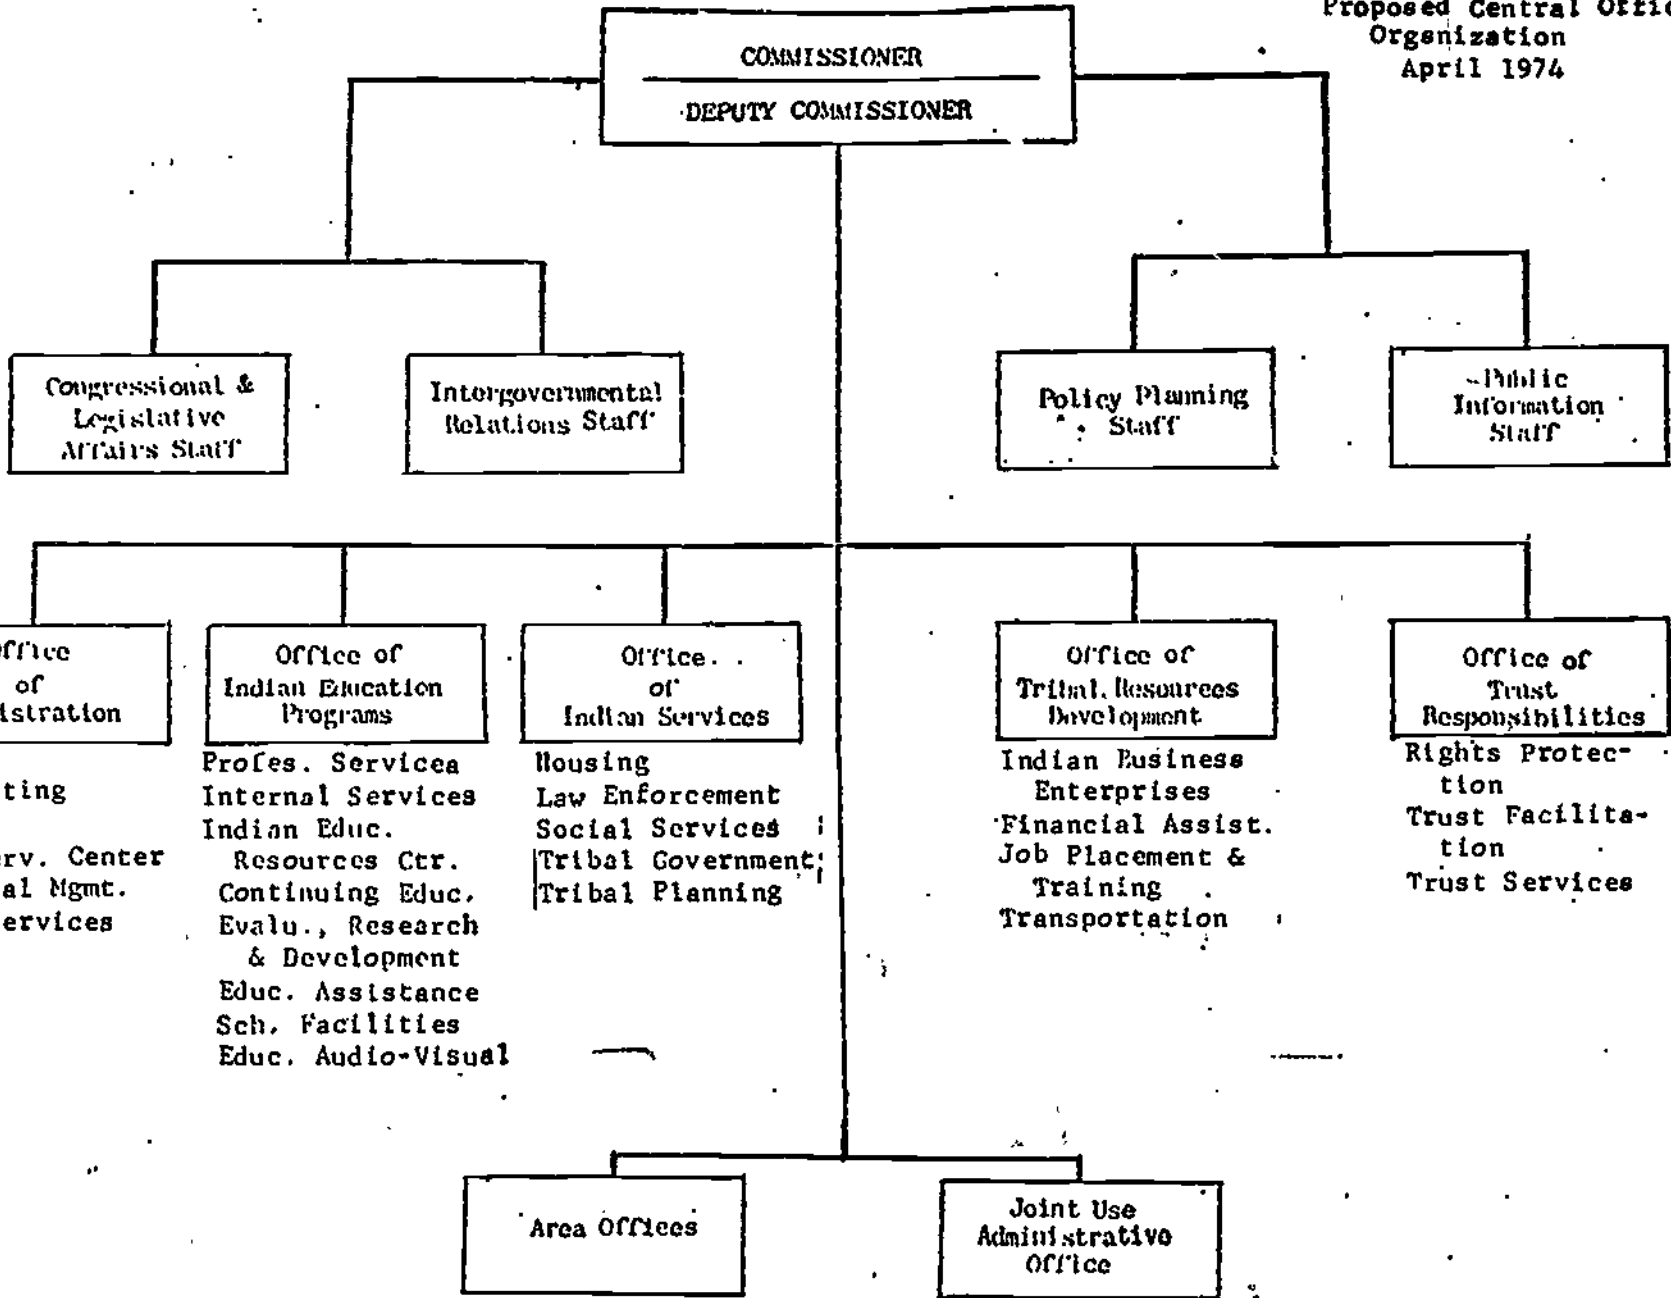 Proposed Central Offic
Orgsnization
April 1974
COMMISSIONER
DEPUTY COMMISSIONER
Congressional &
Legislative
Affairs Staff
Intergovernmental
Relations Staff
Policy Planning
Staff
Public
Information
Staff
ffice
of
istration
ting
erv. Center
al Mgmt.
ervices
Office of
Indian Education
Programs
Profes. Services
Internal Services
Indian Educ.
Resources Ctr.
Continuing Educ.
Evalu., Research
& Development
Educ. Assistance
Sch. Facilities
Educ. Audio-Visual
Office
of
Indian Services
Housing
Law Enforcement
Social Services
Tribal Government
Tribal Planning
Office of
Tribal Resources
Development
Indian Business
Enterprises
Financial Assist.
Job Placement &
Training
Transportation
Office of
Trust
Responsibilities
Rights Protec-
tion
Trust Facilita-
tion
Trust Services
Area Offices
Joint Use
Administrative
Office